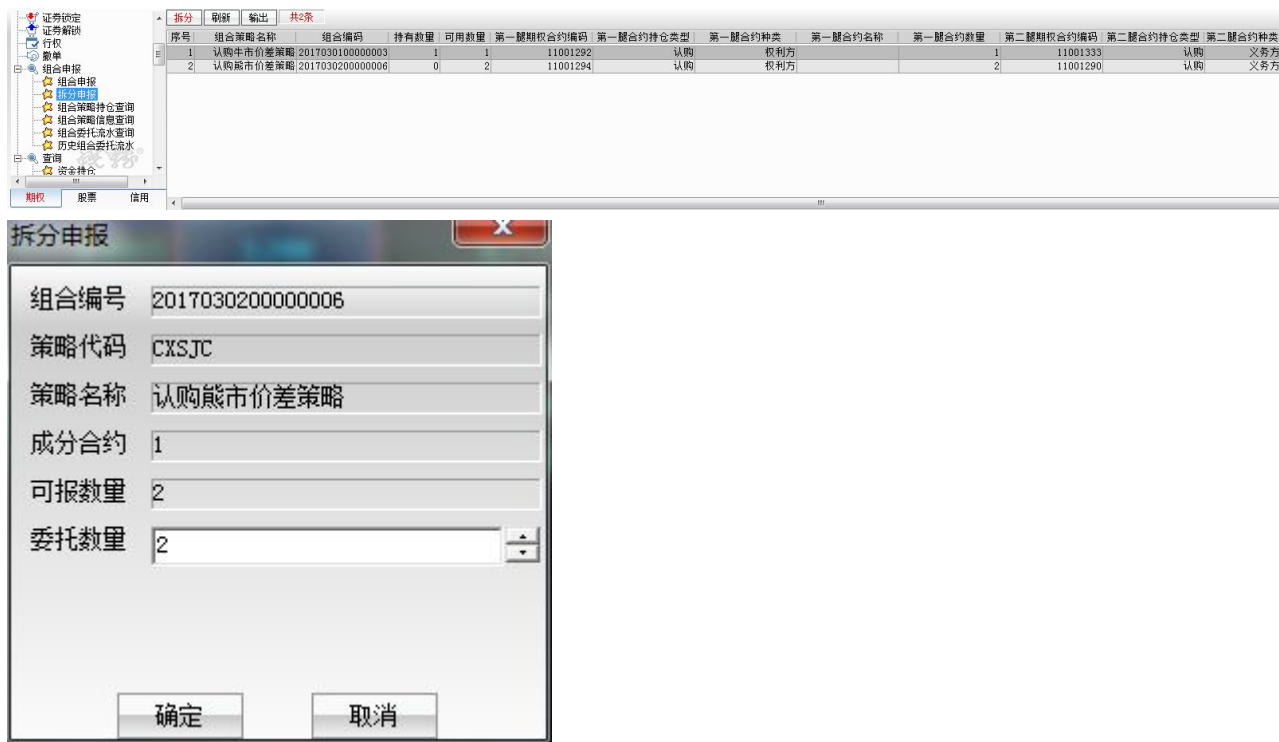 证券锁定
证券解锁
行权
撤单
组合申报
组合申报
拆分申报
组合策略持仓查询
组合策略信息查询
组合委托流水查询
历史组合委托流水
查询
资金持仓
期权 股票 信用
拆分 刷新 输出 共2条
序号 组合策略名称 组合编码 持有数量 可用数量 第一腿期权合约编码 第一腿合约持仓类型 第一腿合约种类 第一腿合约名称 第一腿合约数量 第二腿期权合约编码 第二腿合约持仓类型 第二腿合约种类
1 认购牛市价差策略 2017030100000003 1 1 11001292 认购 权利方 1 11001333 认购 义务方
2 认购熊市价差策略 2017030200000006 0 2 11001294 认购 权利方 2 11001290 认购 义务方
拆分申报
组合编号 2017030200000006
策略代码 CXSJC
策略名称 认购熊市价差策略
成分合约 1
可报数量 2
委托数量 2
确定 取消